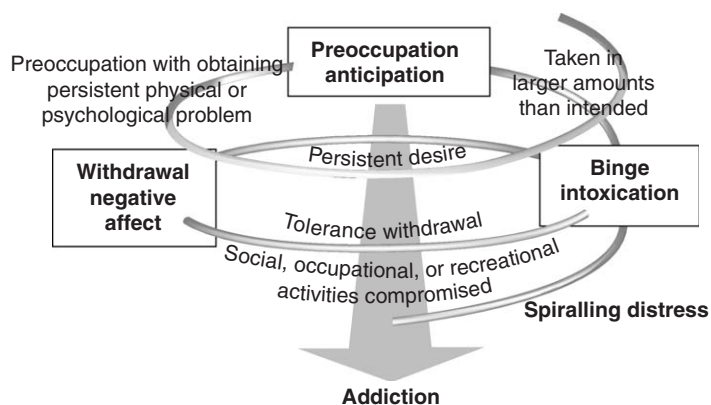 Preoccupation with obtaining
persistent physical or
psychological problem
Preoccupation
anticipation
Taken in
larger amounts
than intended
Persistent desire
Withdrawal
negative
affect
Binge
intoxication
Tolerance withdrawal
Social, occupational, or recreational
activities compromised
Spiralling distress
Addiction